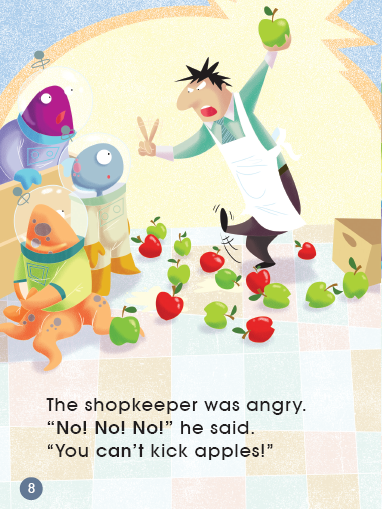 The shopkeeper was angry.
“No! No! No!” he said.
“You can’t kick apples!”
8